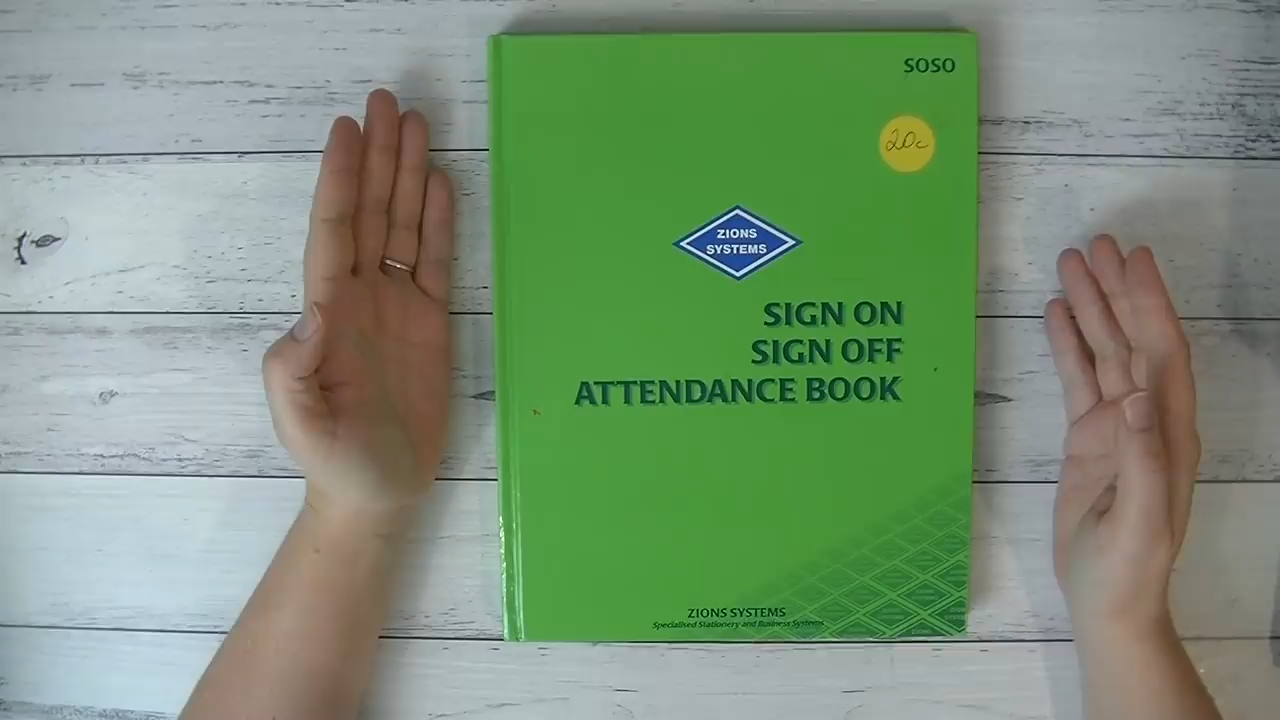 SOSO
20c
ZIONS
SYSTEMS
SIGN ON
SIGN OFF
ATTENDANCE BOOK
ZIONS SYSTEMS
Specialised Stationery and Business Systems